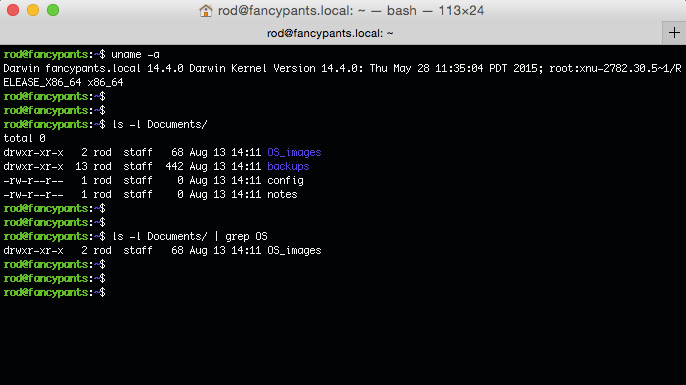 rod@fancypants.local: ~ — bash — 113×24
rod@fancypants.local: ~
+
rod@fancypants:~$ uname -a
Darwin fancypants.local 14.4.0 Darwin Kernel Version 14.4.0: Thu May 28 11:35:04 PDT 2015; root:xnu-2782.30.5~1/R
ELEASE_X86_64 x86_64
rod@fancypants:~$
rod@fancypants:~$
rod@fancypants:~$ ls -l Documents/
total 0
drwxr-xr-x   2 rod  staff   68 Aug 13 14:11 OS_images
drwxr-xr-x  13 rod  staff  442 Aug 13 14:11 backups
-rw-r--r--   1 rod  staff    0 Aug 13 14:11 config
-rw-r--r--   1 rod  staff    0 Aug 13 14:11 notes
rod@fancypants:~$
rod@fancypants:~$
rod@fancypants:~$ ls -l Documents/ | grep OS
drwxr-xr-x   2 rod  staff   68 Aug 13 14:11 OS_images
rod@fancypants:~$
rod@fancypants:~$
rod@fancypants:~$